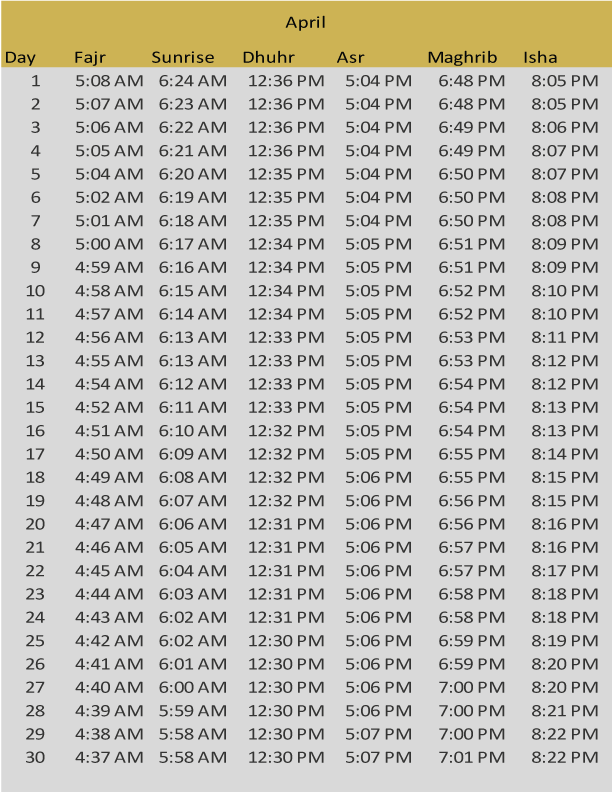 April
Day Fajr Sunrise Dhuhr Asr Maghrib Isha
1 5:08 AM 6:24 AM 12:36 PM 5:04 PM 6:48 PM 8:05 PM
2 5:07 AM 6:23 AM 12:36 PM 5:04 PM 6:48 PM 8:05 PM
3 5:06 AM 6:22 AM 12:36 PM 5:04 PM 6:49 PM 8:06 PM
4 5:05 AM 6:21 AM 12:36 PM 5:04 PM 6:49 PM 8:07 PM
5 5:04 AM 6:20 AM 12:35 PM 5:04 PM 6:50 PM 8:07 PM
6 5:02 AM 6:19 AM 12:35 PM 5:04 PM 6:50 PM 8:08 PM
7 5:01 AM 6:18 AM 12:35 PM 5:04 PM 6:50 PM 8:08 PM
8 5:00 AM 6:17 AM 12:34 PM 5:05 PM 6:51 PM 8:09 PM
9 4:59 AM 6:16 AM 12:34 PM 5:05 PM 6:51 PM 8:09 PM
10 4:58 AM 6:15 AM 12:34 PM 5:05 PM 6:52 PM 8:10 PM
11 4:57 AM 6:14 AM 12:34 PM 5:05 PM 6:52 PM 8:10 PM
12 4:56 AM 6:13 AM 12:33 PM 5:05 PM 6:53 PM 8:11 PM
13 4:55 AM 6:13 AM 12:33 PM 5:05 PM 6:53 PM 8:12 PM
14 4:54 AM 6:12 AM 12:33 PM 5:05 PM 6:54 PM 8:12 PM
15 4:52 AM 6:11 AM 12:33 PM 5:05 PM 6:54 PM 8:13 PM
16 4:51 AM 6:10 AM 12:32 PM 5:05 PM 6:54 PM 8:13 PM
17 4:50 AM 6:09 AM 12:32 PM 5:05 PM 6:55 PM 8:14 PM
18 4:49 AM 6:08 AM 12:32 PM 5:06 PM 6:55 PM 8:15 PM
19 4:48 AM 6:07 AM 12:32 PM 5:06 PM 6:56 PM 8:15 PM
20 4:47 AM 6:06 AM 12:31 PM 5:06 PM 6:56 PM 8:16 PM
21 4:46 AM 6:05 AM 12:31 PM 5:06 PM 6:57 PM 8:16 PM
22 4:45 AM 6:04 AM 12:31 PM 5:06 PM 6:57 PM 8:17 PM
23 4:44 AM 6:03 AM 12:31 PM 5:06 PM 6:58 PM 8:18 PM
24 4:43 AM 6:02 AM 12:31 PM 5:06 PM 6:58 PM 8:18 PM
25 4:42 AM 6:02 AM 12:30 PM 5:06 PM 6:59 PM 8:19 PM
26 4:41 AM 6:01 AM 12:30 PM 5:06 PM 6:59 PM 8:20 PM
27 4:40 AM 6:00 AM 12:30 PM 5:06 PM 7:00 PM 8:20 PM
28 4:39 AM 5:59 AM 12:30 PM 5:06 PM 7:00 PM 8:21 PM
29 4:38 AM 5:58 AM 12:30 PM 5:07 PM 7:00 PM 8:22 PM
30 4:37 AM 5:58 AM 12:30 PM 5:07 PM 7:01 PM 8:22 PM